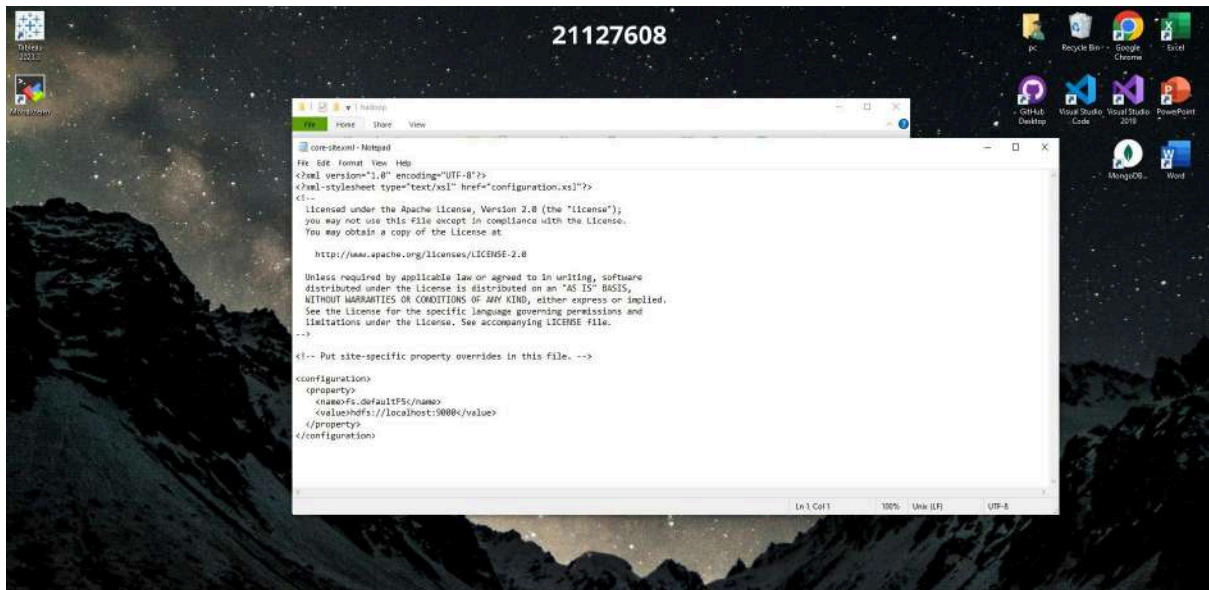 21127608
Tableau
2023.3
pc
Recycle Bin
Google
Chrome
Excel
GitHub
Desktop
Visual Studio
Code
Visual Studio
2019
PowerPoint
MongoDB...
Word
hadoop
File Home Share View
core-site.xml - Notepad
File Edit Format View Help
<?xml version="1.0" encoding="UTF-8"?>
<?xml-stylesheet type="text/xsl" href="configuration.xsl"?>
<!--
Licensed under the Apache License, Version 2.0 (the "License");
you may not use this file except in compliance with the License.
You may obtain a copy of the License at
http://www.apache.org/licenses/LICENSE-2.0
Unless required by applicable law or agreed to in writing, software
distributed under the License is distributed on an "AS IS" BASIS,
WITHOUT WARRANTIES OR CONDITIONS OF ANY KIND, either express or implied.
See the License for the specific language governing permissions and
limitations under the License. See accompanying LICENSE file.
-->
<!-- Put site-specific property overrides in this file. -->
<configuration>
<property>
<name>fs.defaultFS</name>
<value>hdfs://localhost:9000</value>
</property>
</configuration>
Ln 1, Col 1 100% Unix (LF) UTF-8